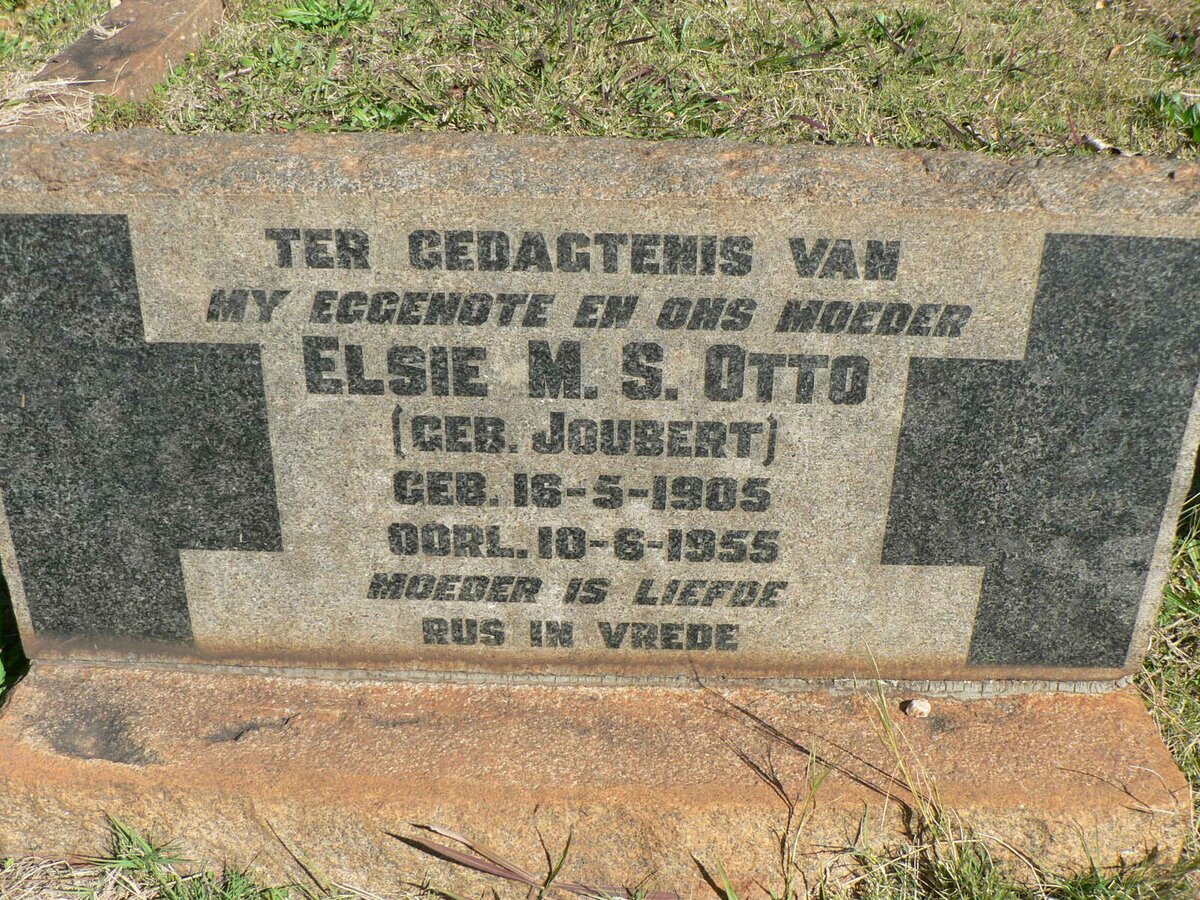 TER GEDAGTENIS VAN
MY EGGENOTE EN ONS MOEDER
ELSIE M. S. OTTO
(GEB. JOUBERT)
GEB. 16-5-1905
OORL. 10-6-1955
MOEDER IS LIEFDE
RUS IN VREDE